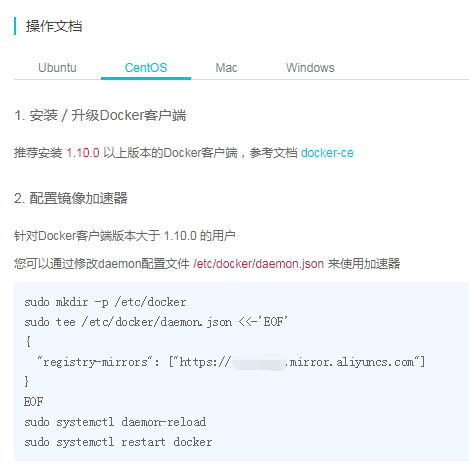 操作文档
Ubuntu CentOS Mac Windows
1. 安装 / 升级Docker客户端
推荐安装 1.10.0 以上版本的Docker客户端，参考文档 docker-ce
2. 配置镜像加速器
针对Docker客户端版本大于 1.10.0 的用户
您可以通过修改daemon配置文件 /etc/docker/daemon.json 来使用加速器
sudo mkdir -p /etc/docker
sudo tee /etc/docker/daemon.json <<-'EOF'
{
  "registry-mirrors": ["https:// .mirror.aliyuncs.com"]
}
EOF
sudo systemctl daemon-reload
sudo systemctl restart docker